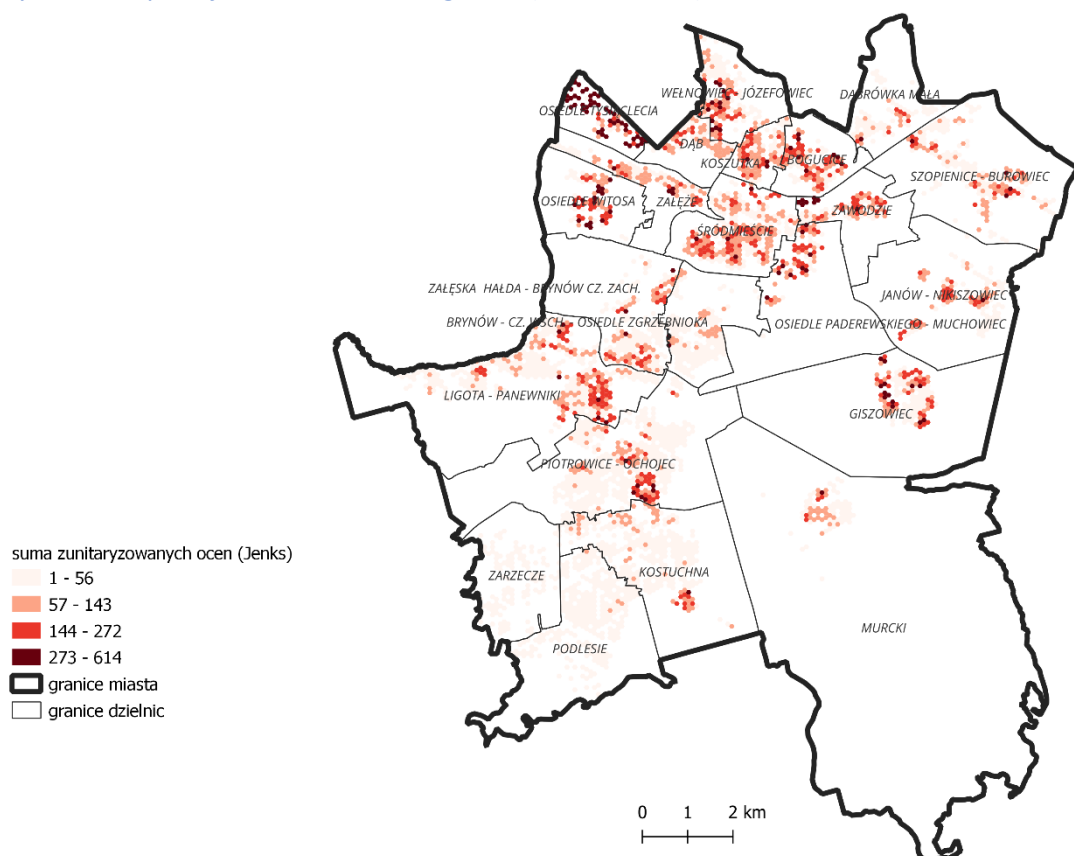 WEŁNOWIEC - JÓZEFOWIEC
DĄBRÓWKA MAŁA
OSIEDLE TYSIĄCLECIA
DĄB
KOSZUTKA
BOGUCICE
SZOPIENICE - BUROWIEC
OSIEDLE WITOSA
ZAŁĘŻE
ZAWODZIE
ŚRÓDMIEŚCIE
ZAŁĘSKA HAŁDA - BRYNÓW CZ. ZACH.
JANÓW - NIKISZOWIEC
BRYNÓW - CZ. WSCH. - OSIEDLE ZGRZEBNIOKA
OSIEDLE PADEREWSKIEGO - MUCHOWIEC
LIGOTA - PANEWNIKI
GISZOWIEC
PIOTROWICE - OCHOJEC
ZARZECZE
KOSTUCHNA
MURCKI
PODLESIE
suma zunitaryzowanych ocen (Jenks)
1 - 56
57 - 143
144 - 272
273 - 614
granice miasta
granice dzielnic
0 1 2 km